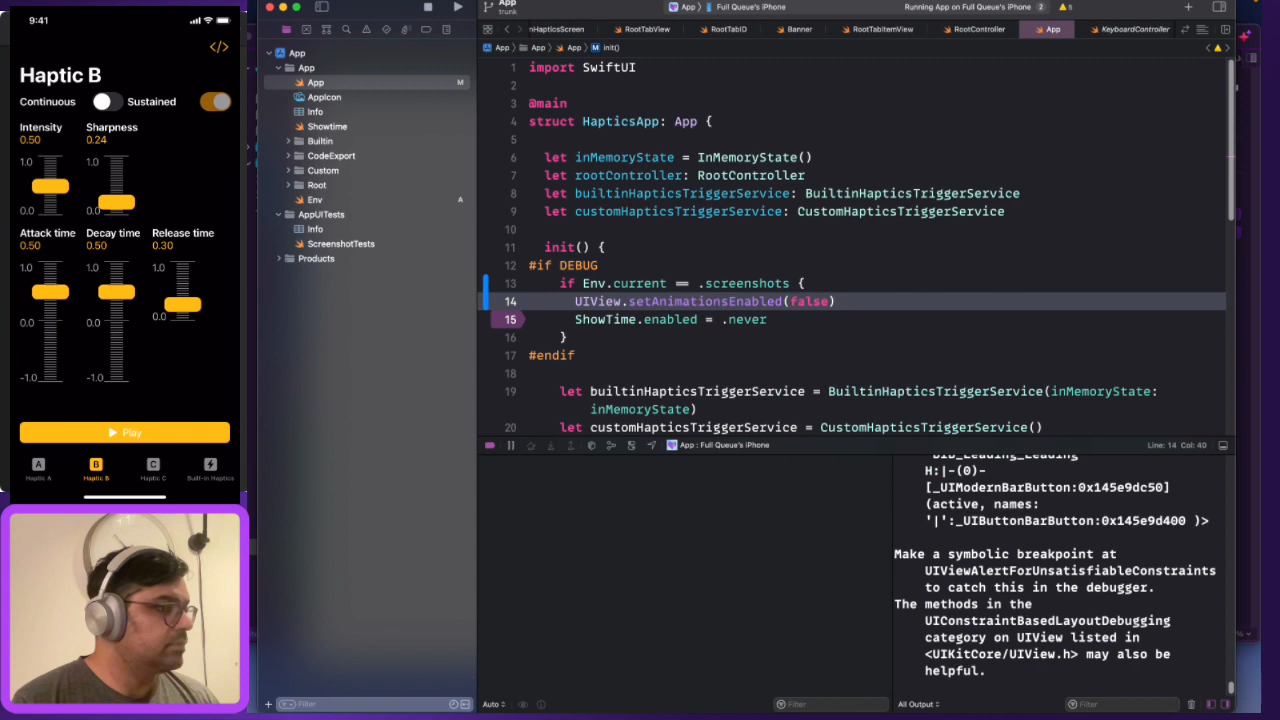 9:41
</>
Haptic B
Continuous
Sustained
Intensity
Sharpness
0.50
0.24
1.0
1.0
0.0
0.0
Attack time
Decay time
Release time
0.50
0.50
0.30
1.0
1.0
1.0
0.0
0.0
0.0
-1.0
-1.0
Play
A
B
C
Haptic A
Haptic B
Haptic C
Built-in Haptics
App
trunk
App
Full Queue's iPhone
Running App on Full Queue's iPhone
2
5
nHapticsScreen
RootTabView
RootTabID
Banner
RootTabItemView
RootController
App
KeyboardController
App
App
App
M
init()
App
App
App
M
AppIcon
Info
Showtime
Builtin
CodeExport
Custom
Root
Env
A
AppUITests
Info
ScreenshotTests
Products
Filter
1 import SwiftUI
2
3 @main
4 struct HapticsApp: App {
5
6 let inMemoryState = InMemoryState()
7 let rootController: RootController
8 let builtinHapticsTriggerService: BuiltinHapticsTriggerService
9 let customHapticsTriggerService: CustomHapticsTriggerService
10
11 init() {
12 #if DEBUG
13 if Env.current == .screenshots {
14 UIView.setAnimationsEnabled(false)
15 ShowTime.enabled = .never
16 }
17 #endif
18
19 let builtinHapticsTriggerService = BuiltinHapticsTriggerService(inMemoryState:
inMemoryState)
20 let customHapticsTriggerService = CustomHapticsTriggerService()
App : Full Queue's iPhone
Line: 14 Col: 40
'BIB_Leading_Leading
H:|-(0)-
[_UIModernBarButton:0x145e9dc50]
(active, names:
'|':_UIButtonBarButton:0x145e9d400 )>
Make a symbolic breakpoint at
UIViewAlertForUnsatisfiableConstraints
to catch this in the debugger.
The methods in the
UIConstraintBasedLayoutDebugging
category on UIView listed in
<UIKitCore/UIView.h> may also be
helpful.
Auto
Filter
All Output
Filter